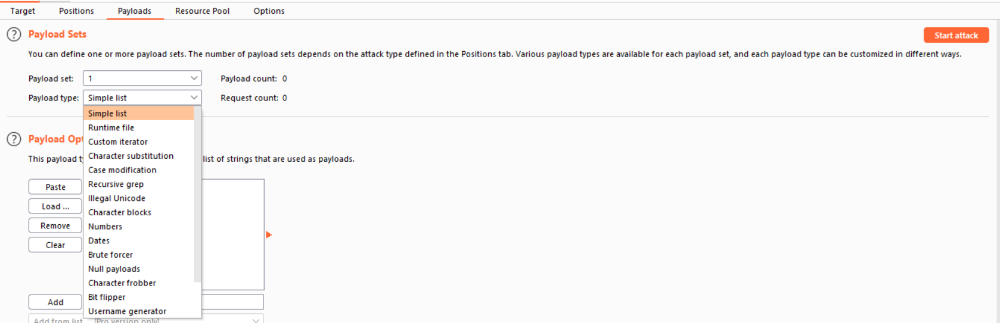 Target Positions Payloads Resource Pool Options
? Payload Sets Start attack
You can define one or more payload sets. The number of payload sets depends on the attack type defined in the Positions tab. Various payload types are available for each payload set, and each payload type can be customized in different ways.
Payload set: 1 Payload count: 0
Payload type: Simple list Request count: 0
Simple list
Runtime file
Custom iterator
Character substitution
Case modification
Recursive grep
Illegal Unicode
Character blocks
Numbers
Dates
Brute forcer
Null payloads
Character frobber
Bit flipper
Username generator
? Payload Opt
This payload t list of strings that are used as payloads.
Paste
Load ...
Remove
Clear
Add
Add from list ... [Pro version only]